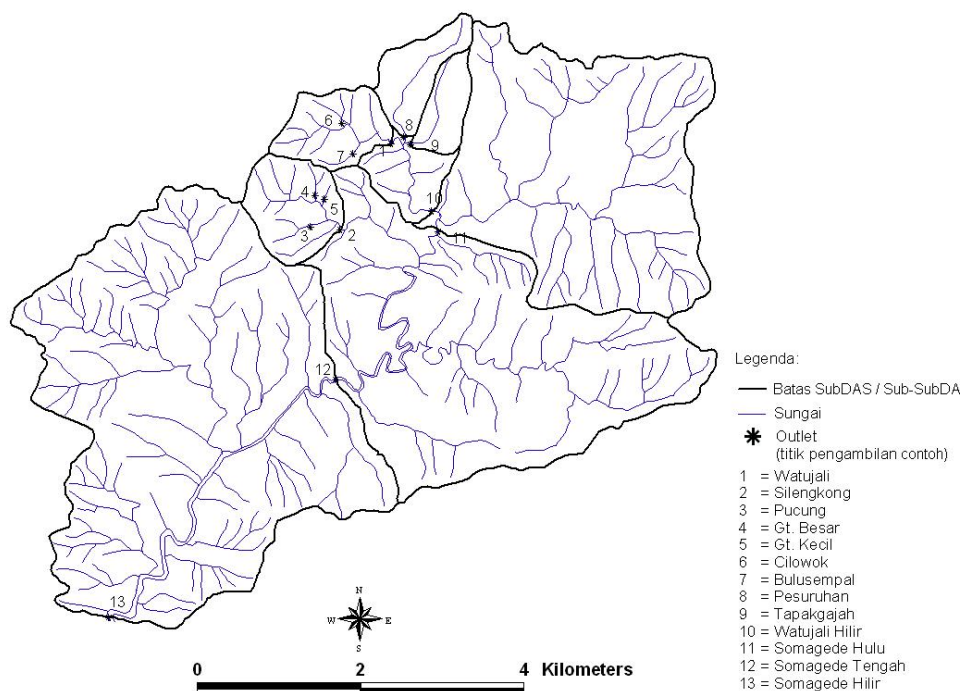 8
6
1
9
7
4
5
10
3
2
11
12
13
Legenda:
Batas SubDAS / Sub-SubDA
Sungai
Outlet
(titik pengambilan contoh)
1 = Watujali
2 = Silengkong
3 = Pucung
4 = Gt. Besar
5 = Gt. Kecil
6 = Cilowok
7 = Bulusempal
8 = Pesuruhan
9 = Tapakgajah
10 = Watujali Hilir
11 = Somagede Hulu
12 = Somagede Tengah
13 = Somagede Hilir
N
W E
S
0 2 4 Kilometers